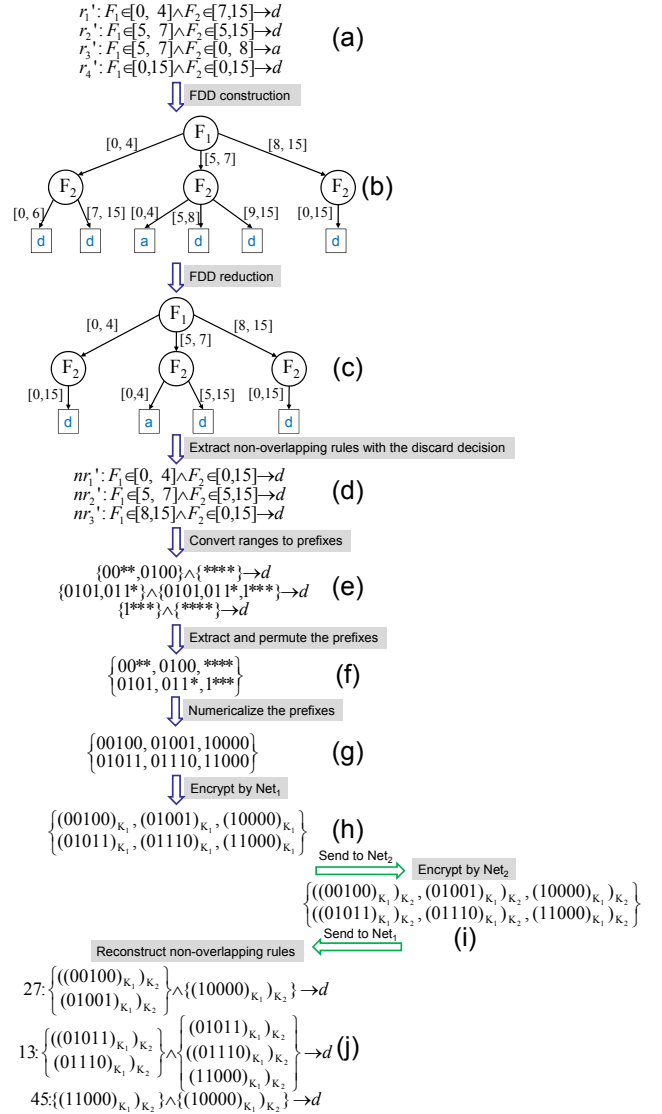 r₁': F₁∈[0, 4]∧F₂∈[7,15]→d
r₂': F₁∈[5, 7]∧F₂∈[5,15]→d
r₃': F₁∈[5, 7]∧F₂∈[0, 8]→a
r₄': F₁∈[0,15]∧F₂∈[0,15]→d
(a)
FDD construction
F₁
[0, 4] [5, 7] [8, 15]
F₂ F₂ F₂
(b)
[0, 6] [7, 15] [0,4] [5,8] [9,15] [0,15]
d d a d d d
FDD reduction
F₁
[0, 4] [5, 7] [8, 15]
F₂ F₂ F₂
(c)
[0,15] [0,4] [5,15] [0,15]
d a d d
Extract non-overlapping rules with the discard decision
nr₁': F₁∈[0, 4]∧F₂∈[0,15]→d
nr₂': F₁∈[5, 7]∧F₂∈[5,15]→d
nr₃': F₁∈[8,15]∧F₂∈[0,15]→d
(d)
Convert ranges to prefixes
{00**,0100}∧{****}→d
{0101,011*}∧{0101,011*,1***}→d
{1***}∧{****}→d
(e)
Extract and permute the prefixes
{00**, 0100, ****
0101, 011*, 1***}
(f)
Numericalize the prefixes
{00100, 01001, 10000
01011, 01110, 11000}
(g)
Encrypt by Net₁
{(00100)K₁, (01001)K₁, (10000)K₁
(01011)K₁, (01110)K₁, (11000)K₁}
(h)
Send to Net₂
Encrypt by Net₂
{((00100)K₁)K₂, (01001)K₁)K₂, (10000)K₁)K₂
((01011)K₁)K₂, (01110)K₁)K₂, (11000)K₁)K₂}
Send to Net₁
(i)
Reconstruct non-overlapping rules
27:{((00100)K₁)K₂
(01001)K₁)K₂}∧{(10000)K₁)K₂}→d
13:{((01011)K₁)K₂
(01110)K₁)K₂}∧{(01011)K₁)K₂
((01110)K₁)K₂
(11000)K₁)K₂}→d
(j)
45:{(11000)K₁)K₂}∧{(10000)K₁)K₂}→d